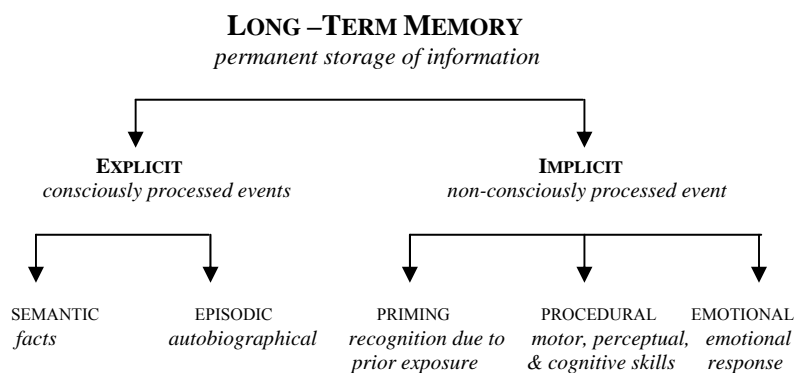 LONG –TERM MEMORY
permanent storage of information
EXPLICIT
consciously processed events
IMPLICIT
non-consciously processed event
SEMANTIC
facts
EPISODIC
autobiographical
PRIMING
recognition due to
prior exposure
PROCEDURAL
motor, perceptual,
& cognitive skills
EMOTIONAL
emotional
response